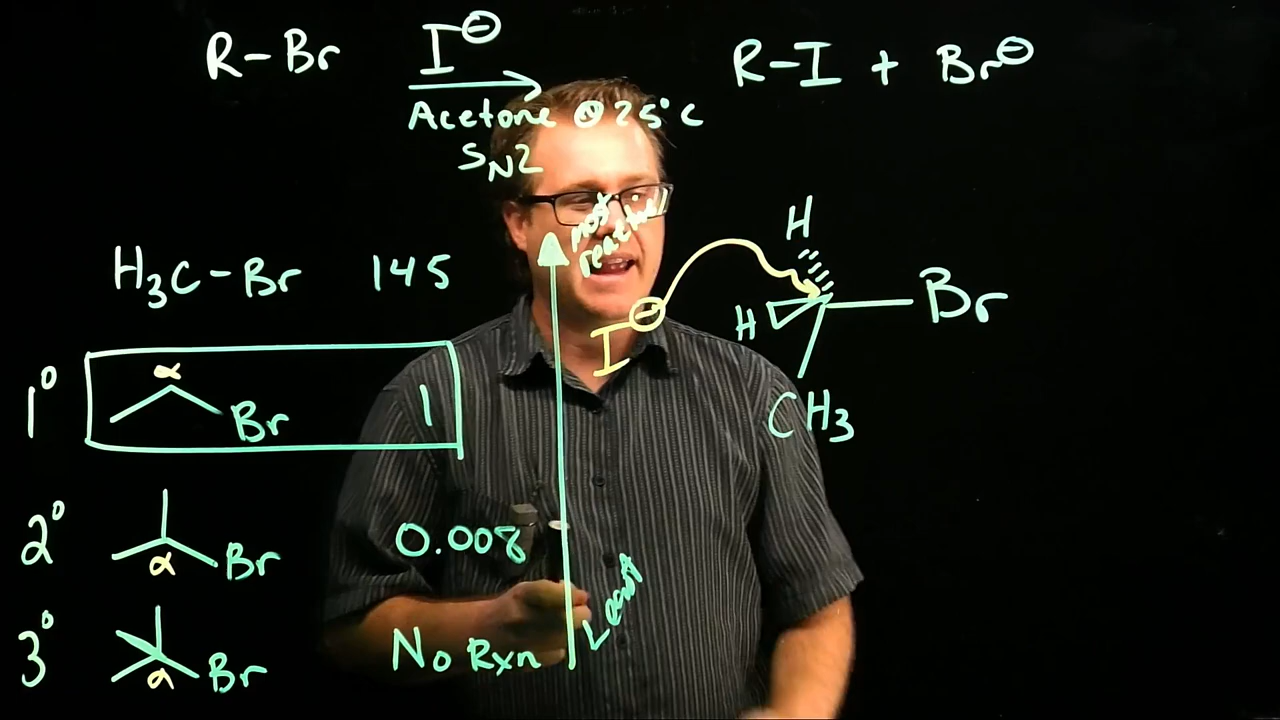 R-Br I⊖ R-I + Br⊖
Acetone @ 25°C
SN2
most
reactive
H
H3C-Br 145
I⊖
H Br
CH3
1° α Br 1
2° α Br 0.008
Least
3° α Br No Rxn